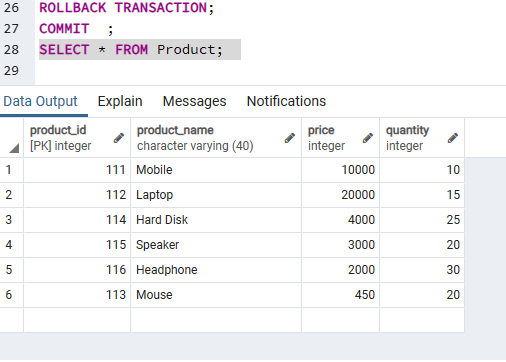 26 ROLLBACK TRANSACTION;
27 COMMIT ;
28 SELECT * FROM Product;
29
Data Output Explain Messages Notifications
product_id product_name price quantity
[PK] integer character varying (40) integer integer
1 111 Mobile 10000 10
2 112 Laptop 20000 15
3 114 Hard Disk 4000 25
4 115 Speaker 3000 20
5 116 Headphone 2000 30
6 113 Mouse 450 20